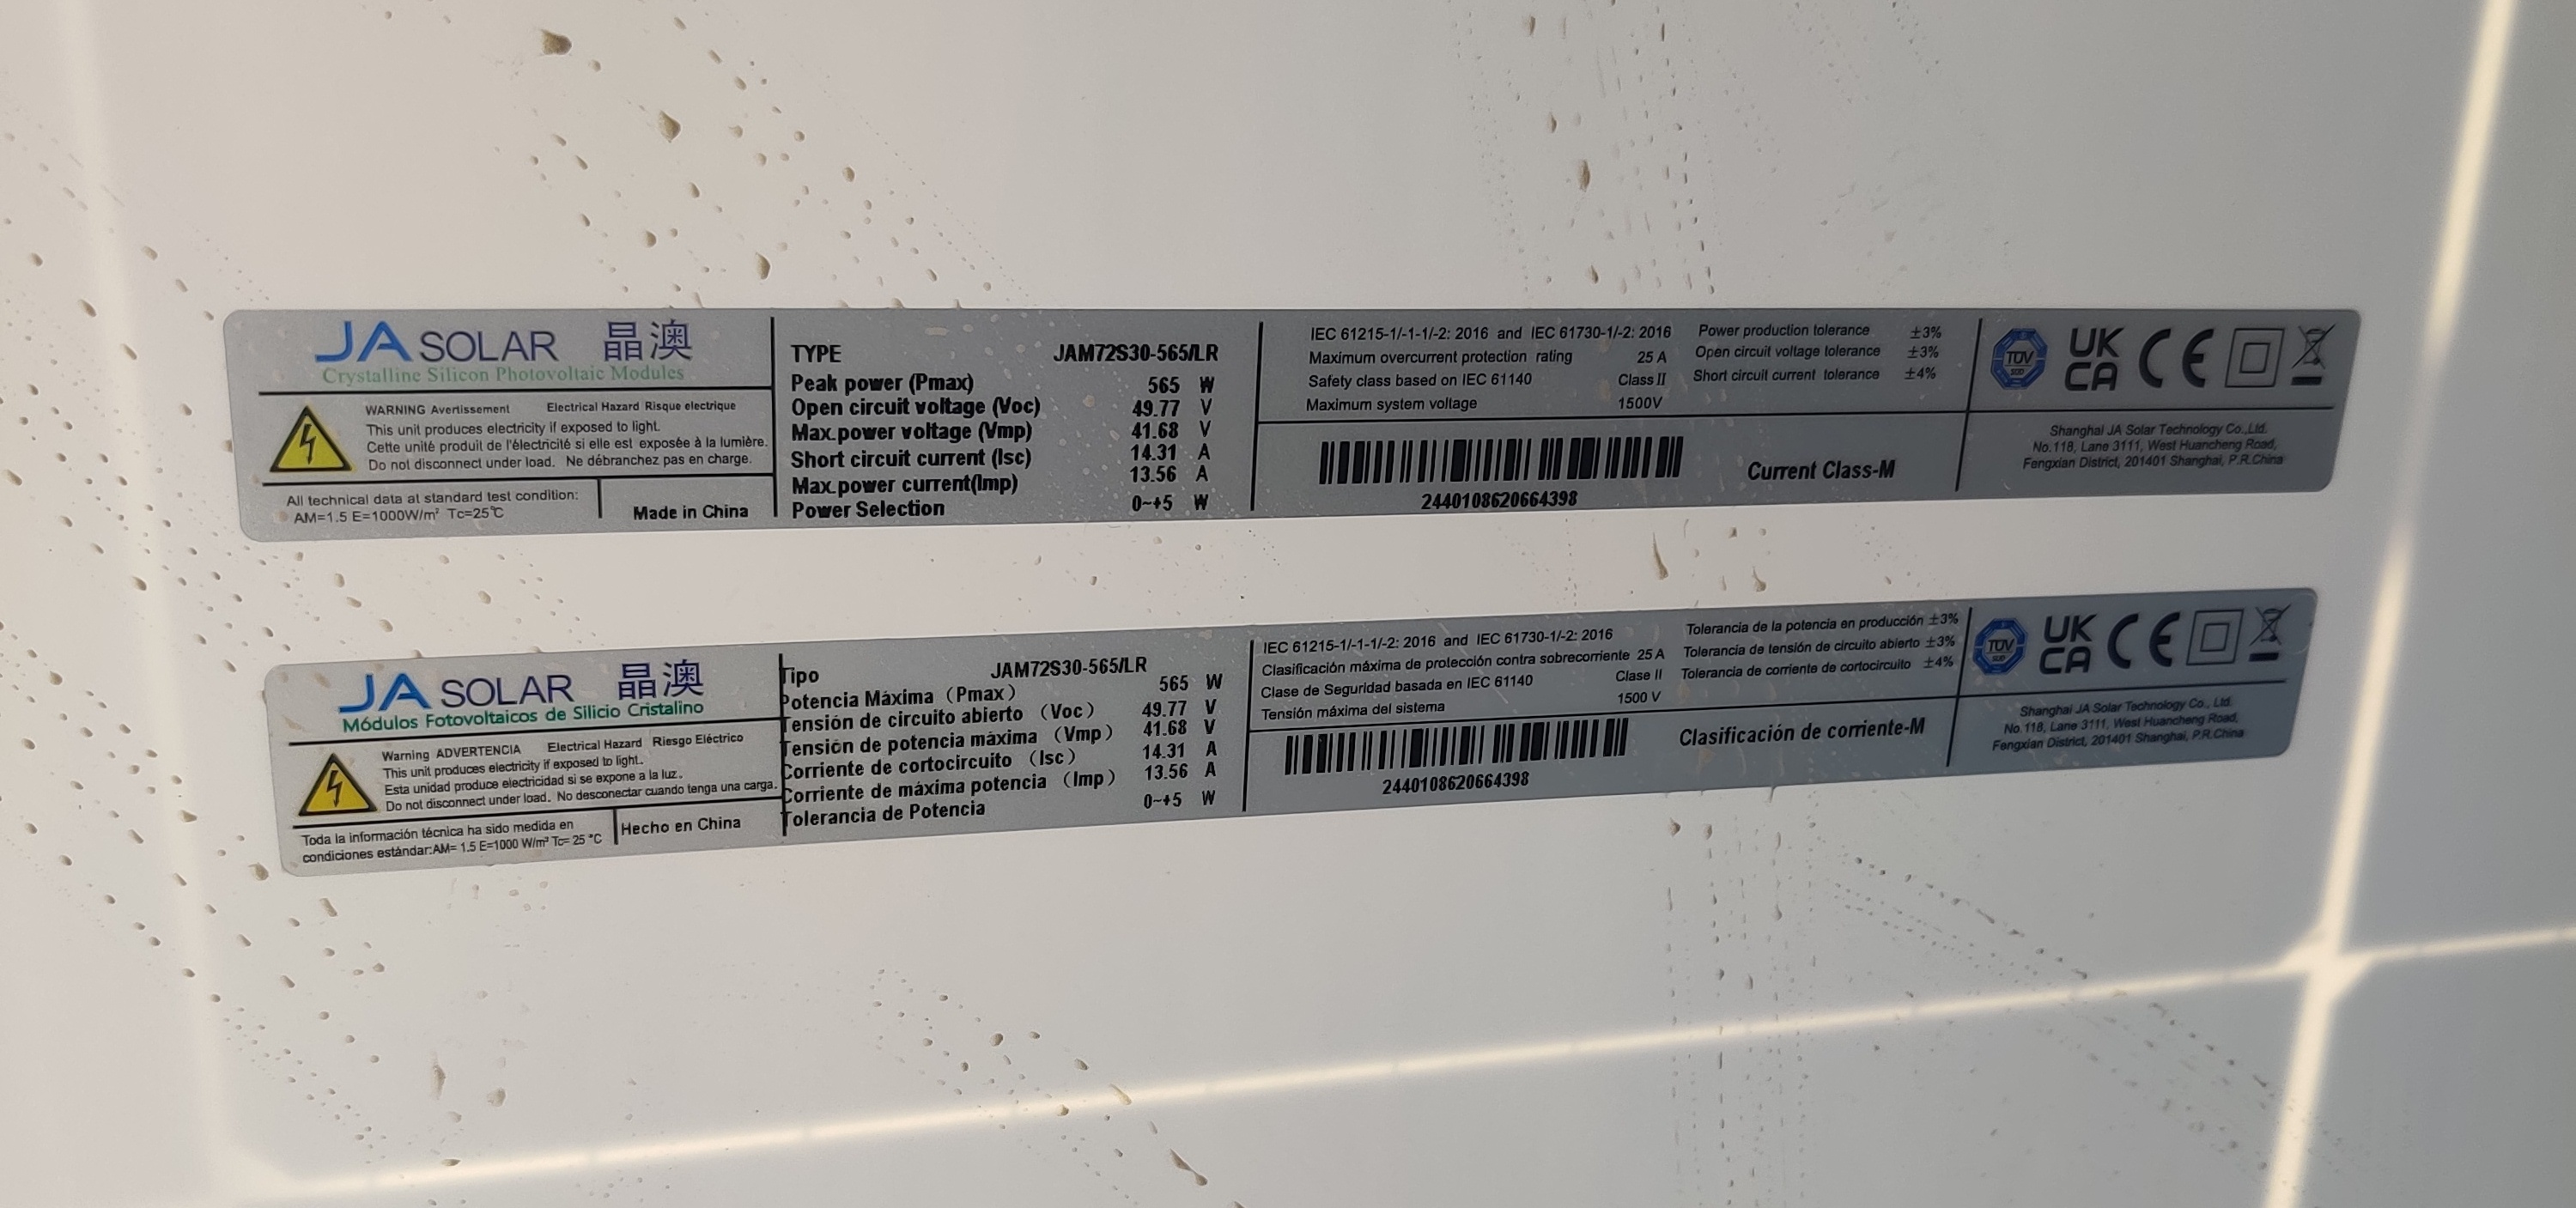 JA SOLAR 晶澳
Crystalline Silicon Photovoltaic Modules
WARNING Avertissement Electrical Hazard Risque electrique
This unit produces electricity if exposed to light.
Cette unité produit de l'électricité si elle est exposée à la lumière.
Do not disconnect under load. Ne débranchez pas en charge.
All technical data at standard test condition:
AM=1.5 E=1000W/m² Tc=25℃
Made in China
TYPE JAM72S30-565/LR
Peak power (Pmax) 565 W
Open circuit voltage (Voc) 49.77 V
Max.power voltage (Vmp) 41.68 V
Short circuit current (Isc) 14.31 A
Max.power current(Imp) 13.56 A
Power Selection 0~+5 W
IEC 61215-1/-1-1/-2: 2016 and IEC 61730-1/-2: 2016
Maximum overcurrent protection rating 25 A
Safety class based on IEC 61140 Class II
Maximum system voltage 1500V
Power production tolerance ±3%
Open circuit voltage tolerance ±3%
Short circuit current tolerance ±4%
2440108620664398
Current Class-M
TÜV
SÜD
UK
CA
CE
Shanghai JA Solar Technology Co.,Ltd.
No.118, Lane 3111, West Huancheng Road,
Fengxian District, 201401 Shanghai, P.R.China
JA SOLAR 晶澳
Módulos Fotovoltaicos de Silicio Cristalino
Warning ADVERTENCIA Electrical Hazard Riesgo Eléctrico
This unit produces electricity if exposed to light.
Esta unidad produce electricidad si se expone a la luz.
Do not disconnect under load. No desconectar cuando tenga una carga.
Toda la información técnica ha sido medida en
condiciones estándar:AM= 1.5 E=1000 W/m² Tc= 25 °C
Hecho en China
Tipo JAM72S30-565/LR
Potencia Máxima (Pmax) 565 W
Tensión de circuito abierto (Voc) 49.77 V
Tensión de potencia máxima (Vmp) 41.68 V
Corriente de cortocircuito (Isc) 14.31 A
Corriente de máxima potencia (Imp) 13.56 A
Tolerancia de Potencia 0~+5 W
IEC 61215-1/-1-1/-2: 2016 and IEC 61730-1/-2: 2016
Clasificación máxima de protección contra sobrecorriente 25 A
Clase de Seguridad basada en IEC 61140 Clase II
Tensión máxima del sistema 1500 V
Tolerancia de la potencia en producción ±3%
Tolerancia de tensión de circuito abierto ±3%
Tolerancia de corriente de cortocircuito ±4%
2440108620664398
Clasificación de corriente-M
TÜV
SÜD
UK
CA
CE
Shanghai JA Solar Technology Co., Ltd.
No.118, Lane 3111, West Huancheng Road,
Fengxian District, 201401 Shanghai, P.R.China